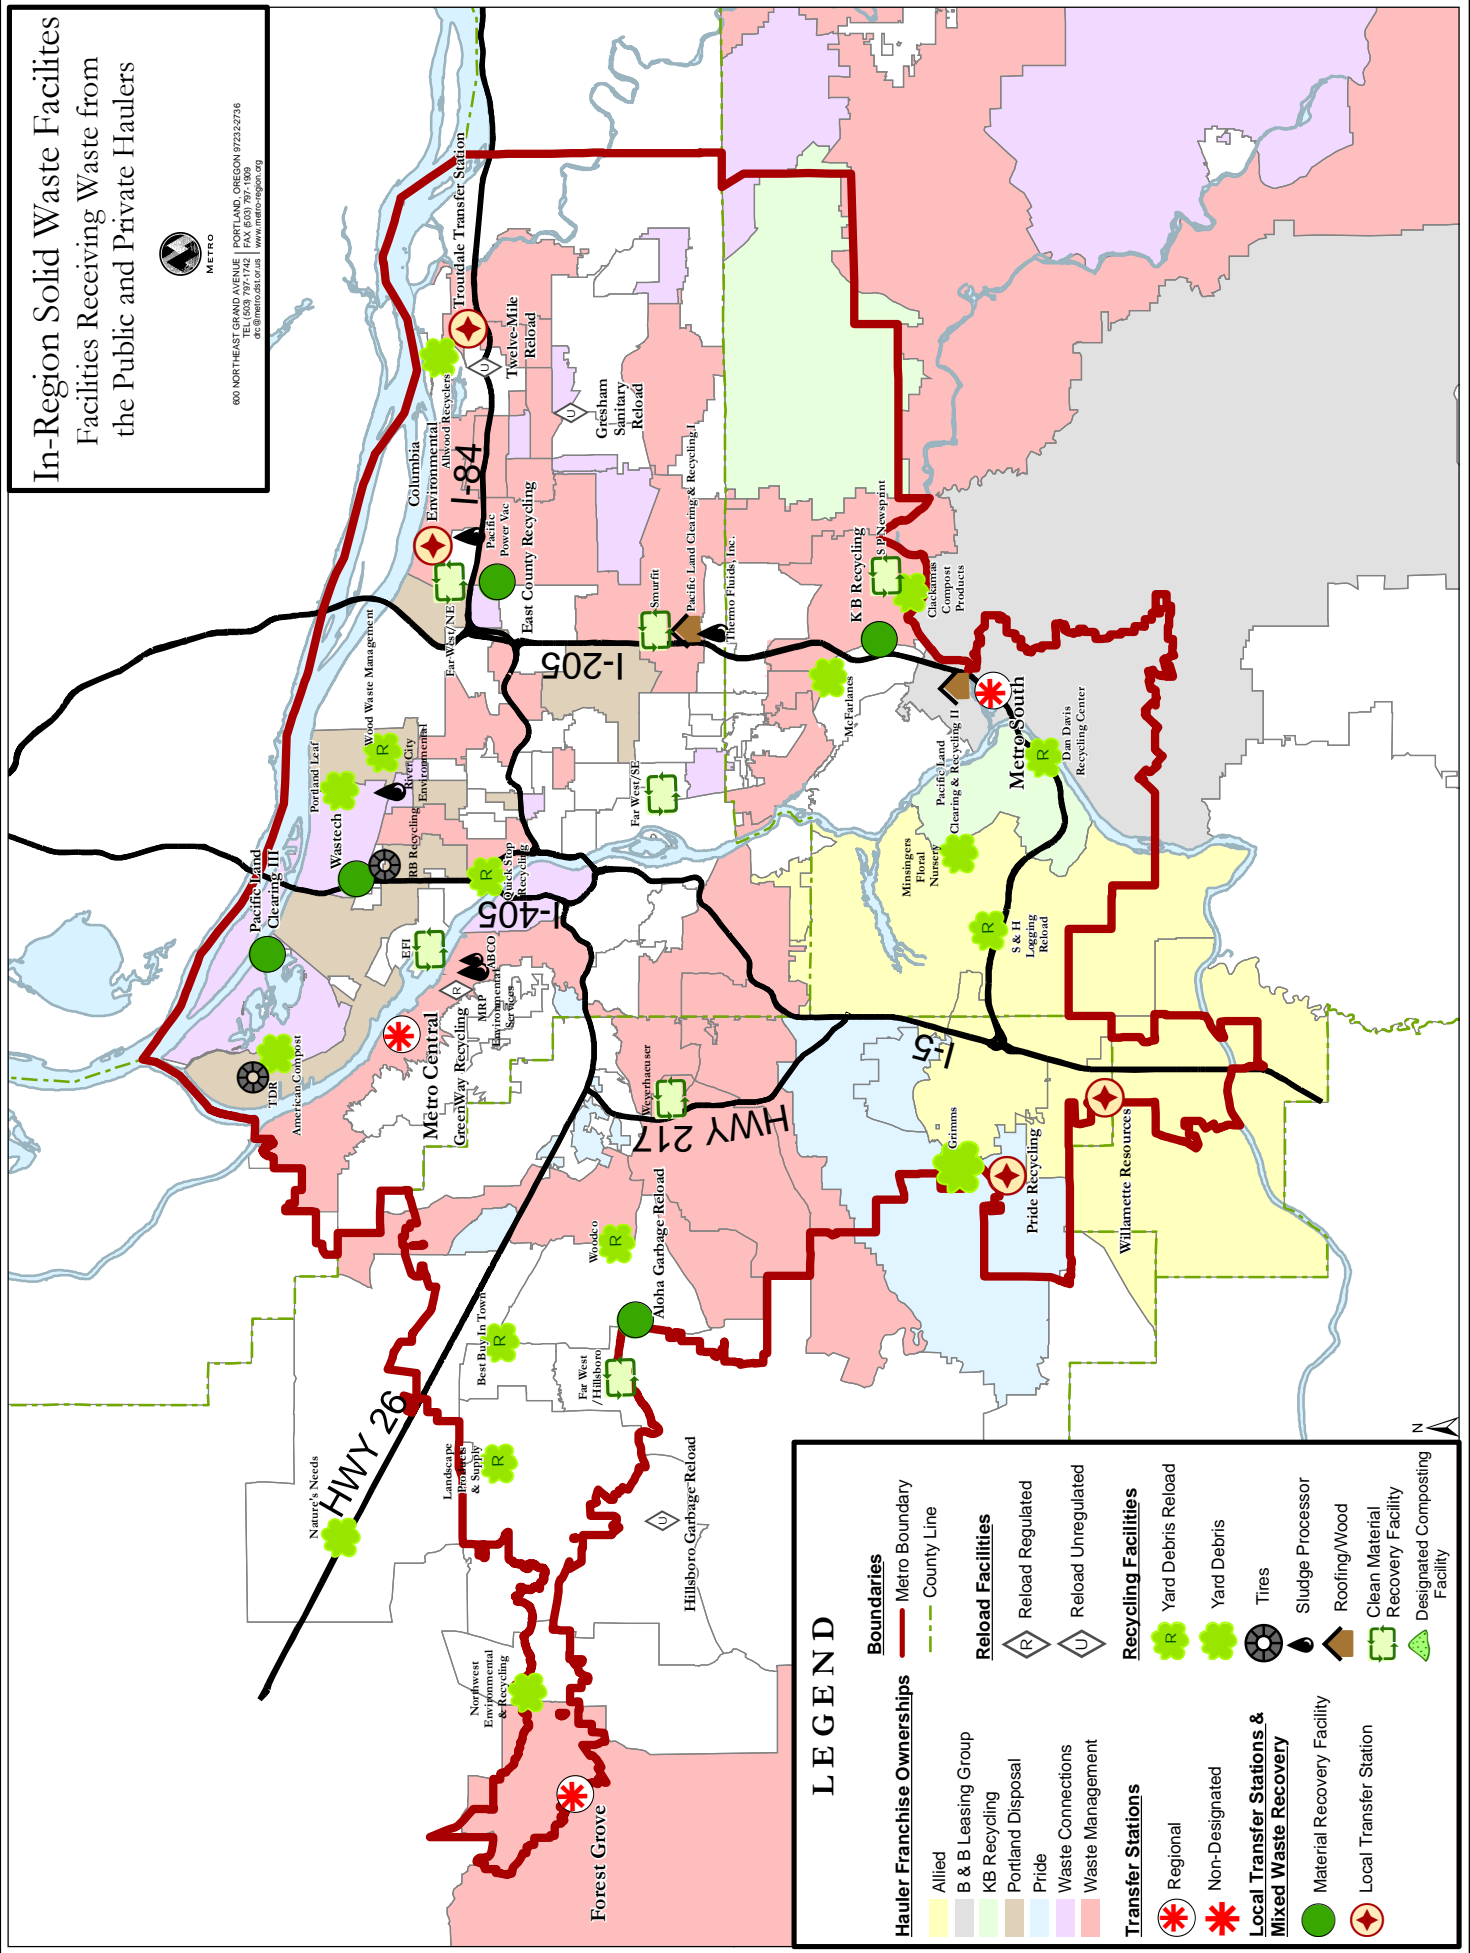 In-Region Solid Waste Facilites
Facilities Receiving Waste from
the Public and Private Haulers
METRO
600 NORTHEAST GRAND AVENUE | PORTLAND, OREGON 97232-2736
TEL (503) 797-1742 | FAX (503) 797-1909
drc@metro.dst.or.us | www.metro-region.org
Troutdale Transfer Station
Twelve-Mile
Reload
U
Allwood Recyclers
Columbia
Environmental
I-84
Gresham
Sanitary
Reload
U
Pacific
Power Vac
East County Recycling
Far West/NE
I-205
Smurfit
Pacific Land Clearing & Recycling I
Thermo Fluids, Inc.
KB Recycling
S P Newsprint
Clackamas
Compost
Products
McFarlanes
Wood Waste Management
R
Portland Leaf
River City
Environmental
Wastech
RB Recycling
Pacific Land
Clearing III
Quick Stop
Recycling
R
I-405
Far West/SE
Pacific Land
Clearing & Recycling II
Metro South
Dan Davis
Recycling Center
R
Minsingers
Floral
Nursery
S & H
Logging
Reload
R
EFI
ABCO
MRP
Environmental
Services
R
GreenWay Recycling
Metro Central
TDR
American Compost
Weyerhaeuser
HWY 217
I-5
Grimms
Pride Recycling
Willamette Resources
Woodco
R
Aloha Garbage Reload
Best Buy In Town
R
Far West
/Hillsboro
HWY 26
Nature's Needs
Landscape
Products
& Supply
R
Hillsboro Garbage Reload
U
Northwest
Environmental
& Recycling
Forest Grove
N
LEGEND
Hauler Franchise Ownerships
Allied
B & B Leasing Group
KB Recycling
Portland Disposal
Pride
Waste Connections
Waste Management
Transfer Stations
Regional
Non-Designated
Local Transfer Stations &
Mixed Waste Recovery
Material Recovery Facility
Local Transfer Station
Boundaries
Metro Boundary
County Line
Reload Facilities
R
Reload Regulated
U
Reload Unregulated
Recycling Facilities
R
Yard Debris Reload
Yard Debris
Tires
Sludge Processor
Roofing/Wood
Clean Material
Recovery Facility
Designated Composting
Facility